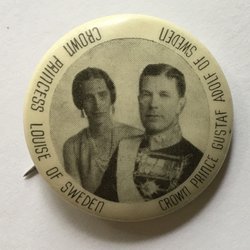 CROWN PRINCESS LOUISE OF SWEDEN
CROWN PRINCE GUSTAF ADOLF OF SWEDEN